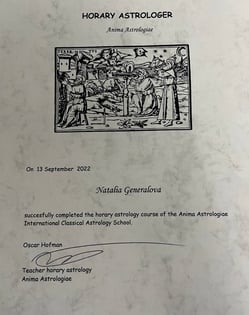 HORARY ASTROLOGER
Anima Astrologiae
On 13 September 2022
Natalia Generalova
succesfully completed the horary astrology course of the Anima Astrologiae
International Classical Astrology School.
Oscar Hofman
Teacher horary astrology
Anima Astrologiae